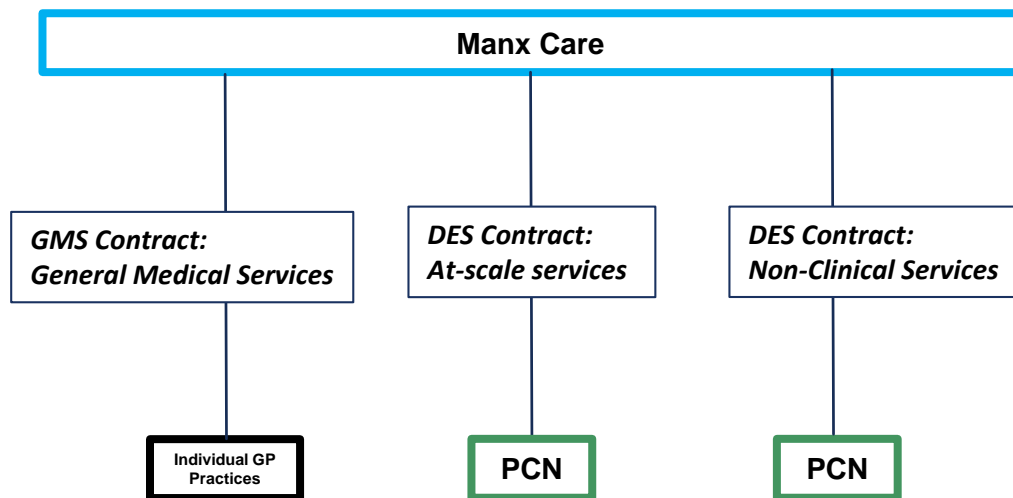 Manx Care
GMS Contract:
General Medical Services
DES Contract:
At-scale services
DES Contract:
Non-Clinical Services
Individual GP
Practices
PCN
PCN